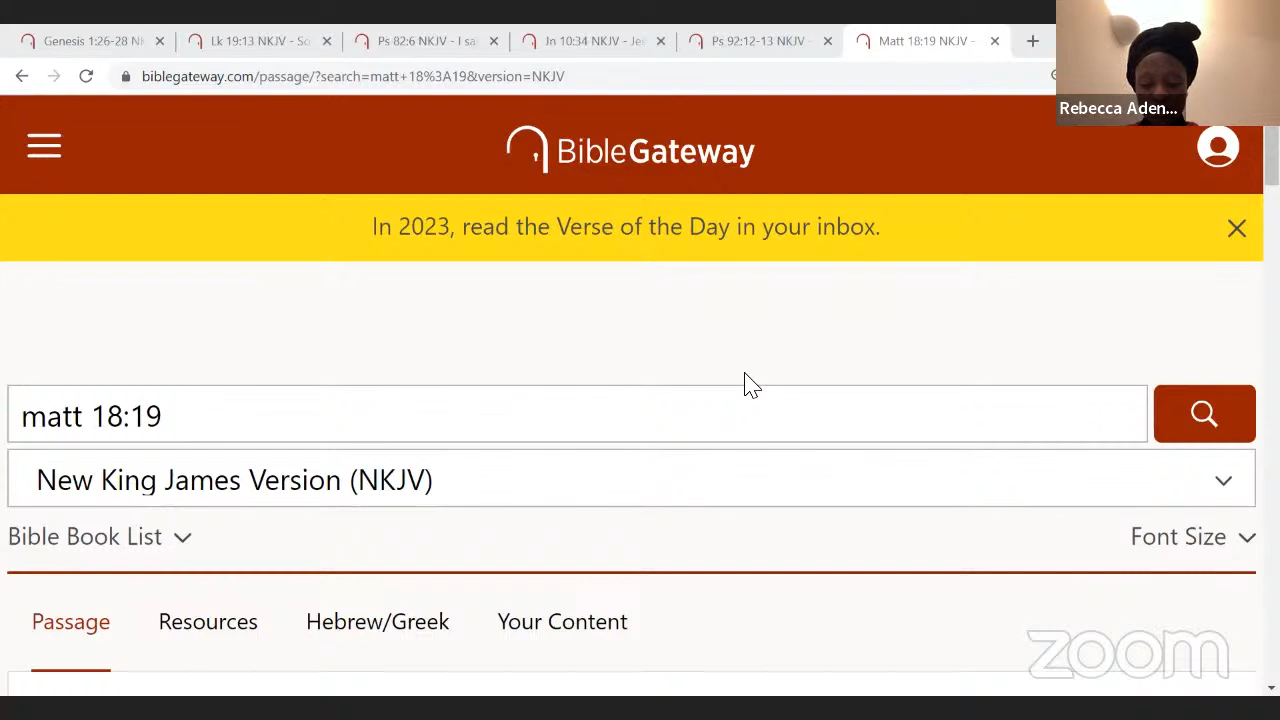 Genesis 1:26-28 N
Lk 19:13 NKJV - So
Ps 82:6 NKJV - I sai
Jn 10:34 NKJV - Je
Ps 92:12-13 NKJV -
Matt 18:19 NKJV -
biblegateway.com/passage/?search=matt+18%3A19&version=NKJV
Rebecca Aden...
BibleGateway
In 2023, read the Verse of the Day in your inbox.
matt 18:19
New King James Version (NKJV)
Bible Book List
Font Size
Passage
Resources
Hebrew/Greek
Your Content
zoom